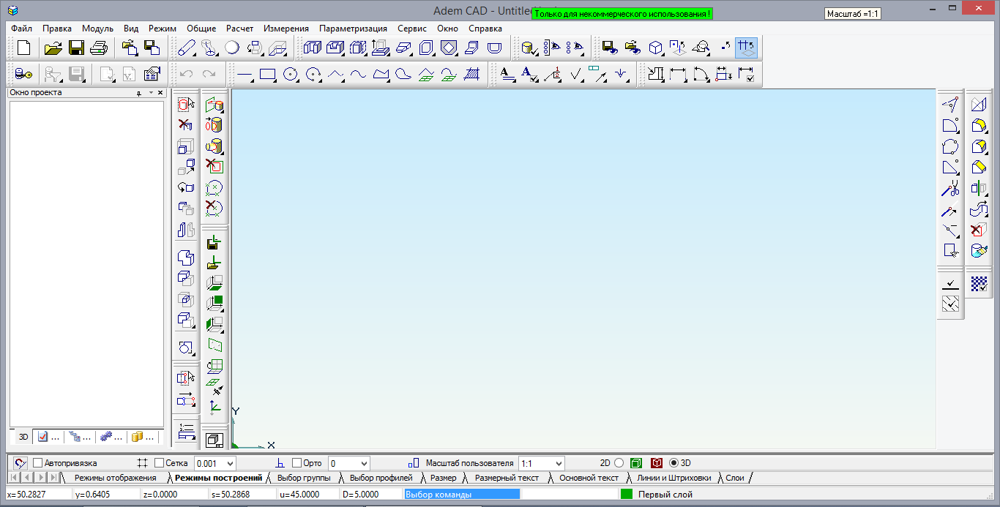 Adem CAD - Untitled
Только для некоммерческого использования !
Масштаб =1:1
Файл Правка Модуль Вид Режим Общие Расчет Измерения Параметризация Сервис Окно Справка
Окно проекта
Y
X
3D ... ... ... ...
Автопривязка Сетка 0.001 Орто 0 Масштаб пользователя 1:1 2D 3D
Режимы отображения Режимы построений Выбор группы Выбор профилей Размер Размерный текст Основной текст Линии и Штриховки Слои
x=50.2827 y=0.6405 z=0.0000 s=50.2868 u=45.0000 D=5.0000 Выбор команды Первый слой